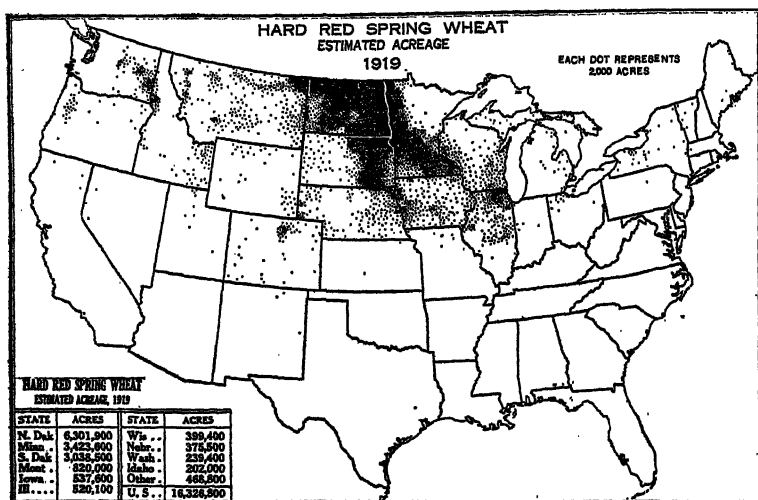 HARD RED SPRING WHEAT
ESTIMATED ACREAGE
1919
EACH DOT REPRESENTS
2,000 ACRES
HARD RED SPRING WHEAT
ESTIMATED ACREAGE, 1919
STATE ACRES STATE ACRES
N. Dak 6,301,900 Wis .. 399,400
Minn . 3,423,600 Nebr.. 375,500
S. Dak 3,038,500 Wash . 239,400
Mont . 820,000 Idaho . 202,000
Iowa.. 537,600 Other. 468,800
Ill.... 520,100 U. S.. 16,326,800